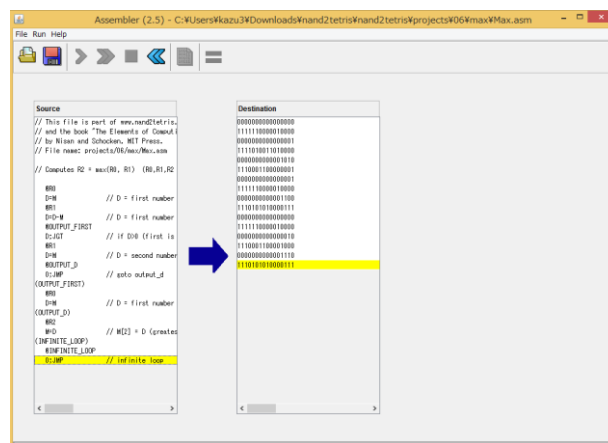 Assembler (2.5) - C:¥Users¥kazu3¥Downloads¥nand2tetris¥nand2tetris¥projects¥06¥max¥Max.asm
File Run Help
Source
// This file is part of www.nand2tetris.
// and the book "The Elements of Computi
// by Nisan and Schocken, MIT Press.
// File name: projects/06/max/Max.asm
// Computes R2 = max(R0, R1) (R0,R1,R2
@R0
D=M // D = first number
@R1
D=D-M // D = first number
@OUTPUT_FIRST
D;JGT // if D>0 (first is
@R1
D=M // D = second number
@OUTPUT_D
0;JMP // goto output_d
(OUTPUT_FIRST)
@R0
D=M // D = first number
(OUTPUT_D)
@R2
M=D // M[2] = D (greates
(INFINITE_LOOP)
@INFINITE_LOOP
0;JMP // infinite loop
Destination
0000000000000000
1111110000010000
0000000000000001
1111010011010000
0000000000001010
1110001100000001
0000000000000001
1111110000010000
0000000000001100
1110101010000111
0000000000000000
1111110000010000
0000000000000010
1110001100001000
0000000000001110
1110101010000111